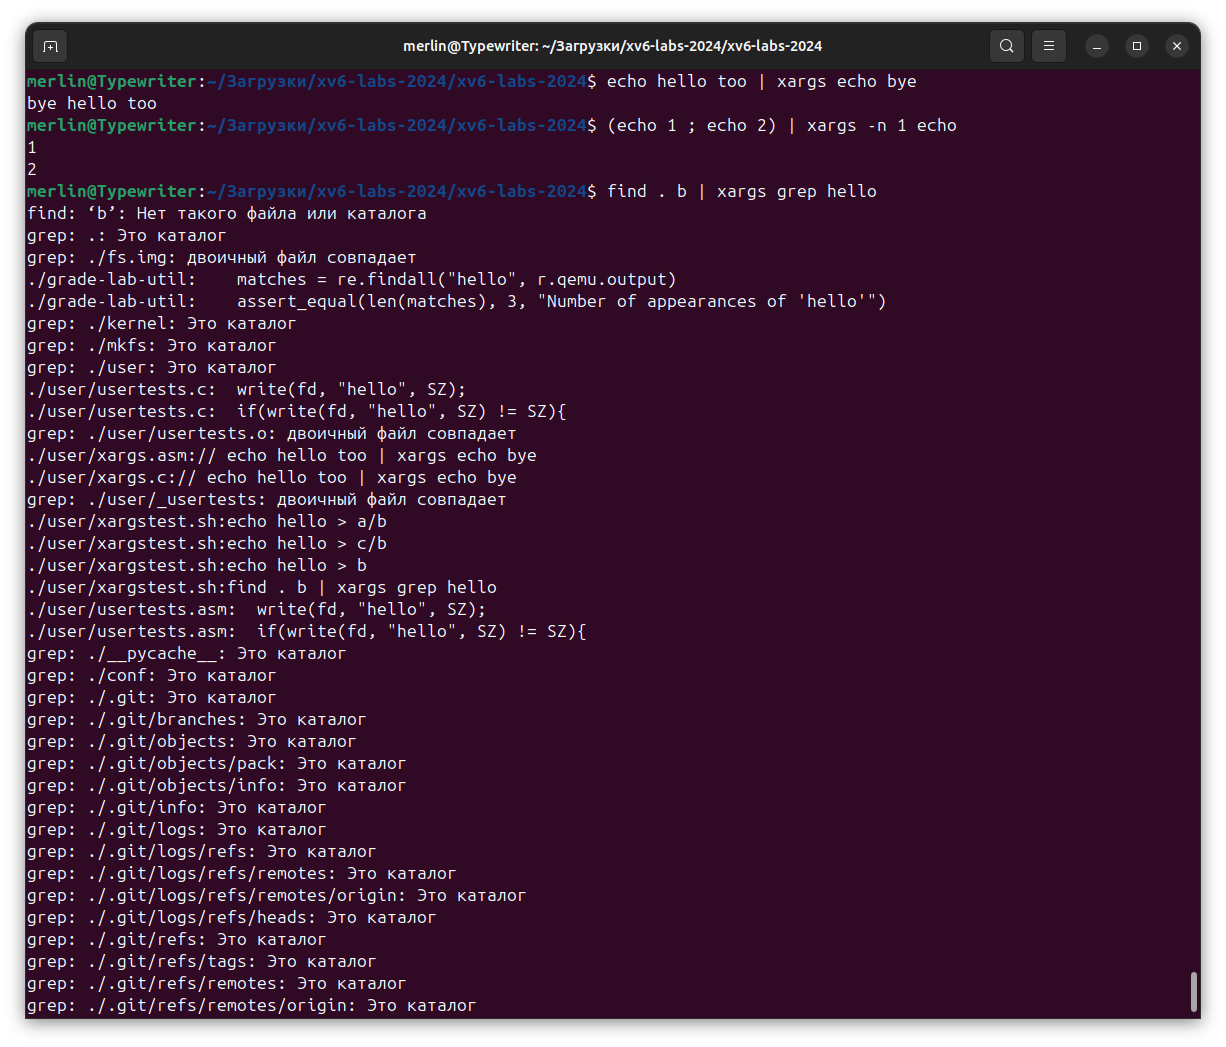 merlin@Typewriter: ~/Загрузки/xv6-labs-2024/xv6-labs-2024
merlin@Typewriter:~/Загрузки/xv6-labs-2024/xv6-labs-2024$ echo hello too | xargs echo bye
bye hello too
merlin@Typewriter:~/Загрузки/xv6-labs-2024/xv6-labs-2024$ (echo 1 ; echo 2) | xargs -n 1 echo
1
2
merlin@Typewriter:~/Загрузки/xv6-labs-2024/xv6-labs-2024$ find . b | xargs grep hello
find: ‘b’: Нет такого файла или каталога
grep: .: Это каталог
grep: ./fs.img: двоичный файл совпадает
./grade-lab-util:    matches = re.findall("hello", r.qemu.output)
./grade-lab-util:    assert_equal(len(matches), 3, "Number of appearances of 'hello'")
grep: ./kernel: Это каталог
grep: ./mkfs: Это каталог
grep: ./user: Это каталог
./user/usertests.c:  write(fd, "hello", SZ);
./user/usertests.c:  if(write(fd, "hello", SZ) != SZ){
grep: ./user/usertests.o: двоичный файл совпадает
./user/xargs.asm:// echo hello too | xargs echo bye
./user/xargs.c:// echo hello too | xargs echo bye
grep: ./user/_usertests: двоичный файл совпадает
./user/xargstest.sh:echo hello > a/b
./user/xargstest.sh:echo hello > c/b
./user/xargstest.sh:echo hello > b
./user/xargstest.sh:find . b | xargs grep hello
./user/usertests.asm:  write(fd, "hello", SZ);
./user/usertests.asm:  if(write(fd, "hello", SZ) != SZ){
grep: ./__pycache__: Это каталог
grep: ./conf: Это каталог
grep: ./.git: Это каталог
grep: ./.git/branches: Это каталог
grep: ./.git/objects: Это каталог
grep: ./.git/objects/pack: Это каталог
grep: ./.git/objects/info: Это каталог
grep: ./.git/info: Это каталог
grep: ./.git/logs: Это каталог
grep: ./.git/logs/refs: Это каталог
grep: ./.git/logs/refs/remotes: Это каталог
grep: ./.git/logs/refs/remotes/origin: Это каталог
grep: ./.git/logs/refs/heads: Это каталог
grep: ./.git/refs: Это каталог
grep: ./.git/refs/tags: Это каталог
grep: ./.git/refs/remotes: Это каталог
grep: ./.git/refs/remotes/origin: Это каталог